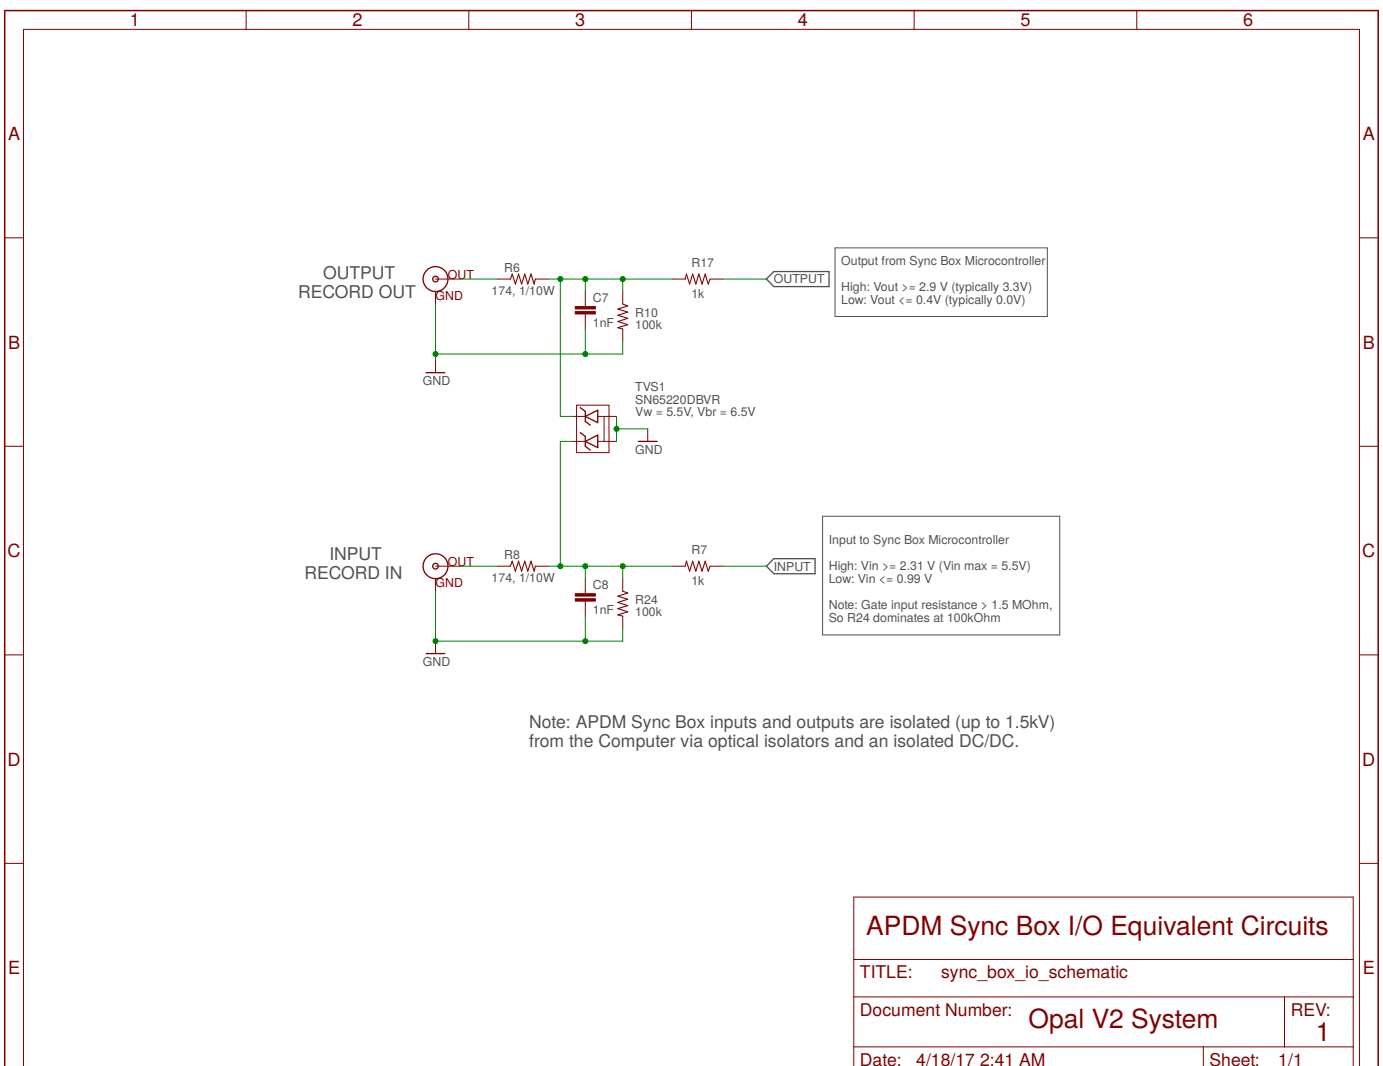 1 2 3 4 5 6
A A
OUTPUT
RECORD OUT
OUT
GND
R6
174, 1/10W
C7
1nF
R10
100k
R17
1k
OUTPUT
Output from Sync Box Microcontroller
High: Vout >= 2.9 V (typically 3.3V)
Low: Vout <= 0.4V (typically 0.0V)
B B
GND
TVS1
SN65220DBVR
Vw = 5.5V, Vbr = 6.5V
GND
C C
INPUT
RECORD IN
OUT
GND
R8
174, 1/10W
C8
1nF
R24
100k
R7
1k
INPUT
Input to Sync Box Microcontroller
High: Vin >= 2.31 V (Vin max = 5.5V)
Low: Vin <= 0.99 V
Note: Gate input resistance > 1.5 MOhm,
So R24 dominates at 100kOhm
GND
Note: APDM Sync Box inputs and outputs are isolated (up to 1.5kV)
from the Computer via optical isolators and an isolated DC/DC.
D D
E E
APDM Sync Box I/O Equivalent Circuits
TITLE: sync_box_io_schematic
Document Number: Opal V2 System
REV:
1
Date: 4/18/17 2:41 AM
Sheet: 1/1